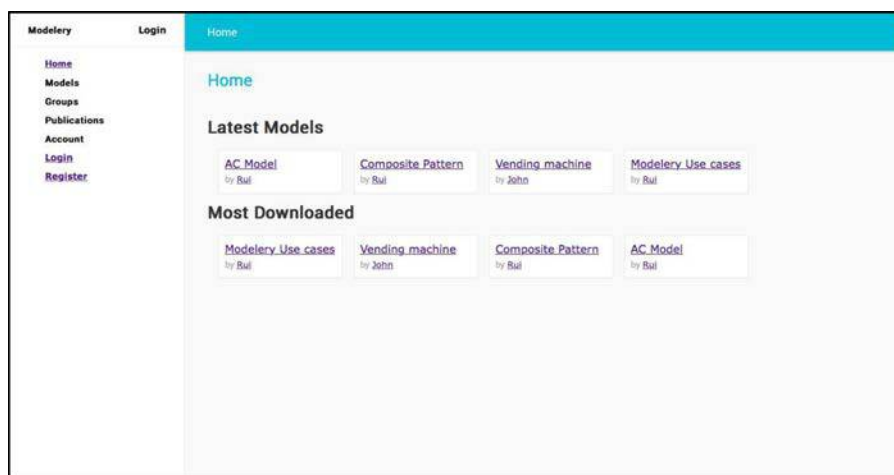 Modelery Login
Home
Models
Groups
Publications
Account
Login
Register
Home
Home
Latest Models
AC Model Composite Pattern Vending machine Modelery Use cases
by Rui by Rui by John by Rui
Most Downloaded
Modelery Use cases Vending machine Composite Pattern AC Model
by Rui by John by Rui by Rui